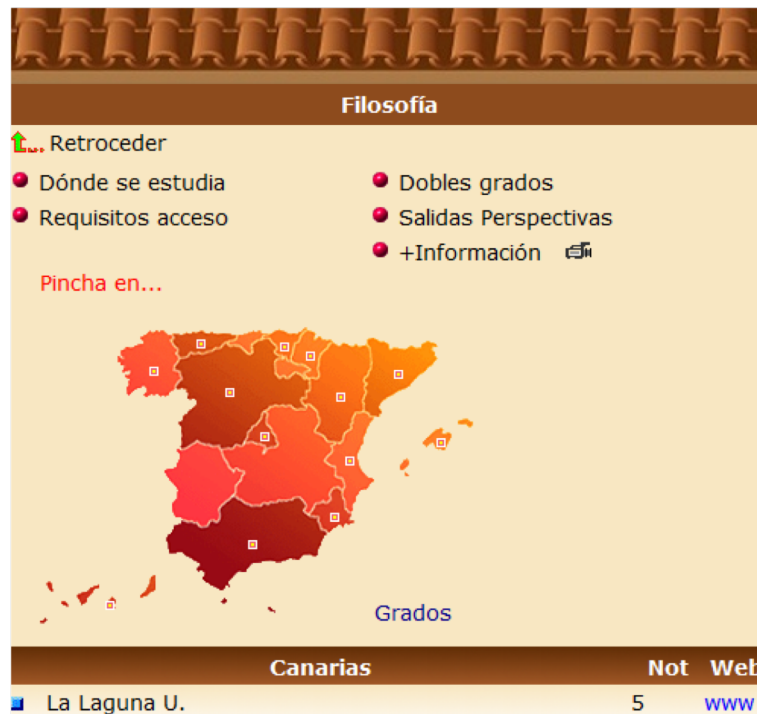 Filosofía
Retroceder
Dónde se estudia
Dobles grados
Requisitos acceso
Salidas Perspectivas
+Información
Pincha en...
Grados
Canarias Not Web
La Laguna U. 5 www